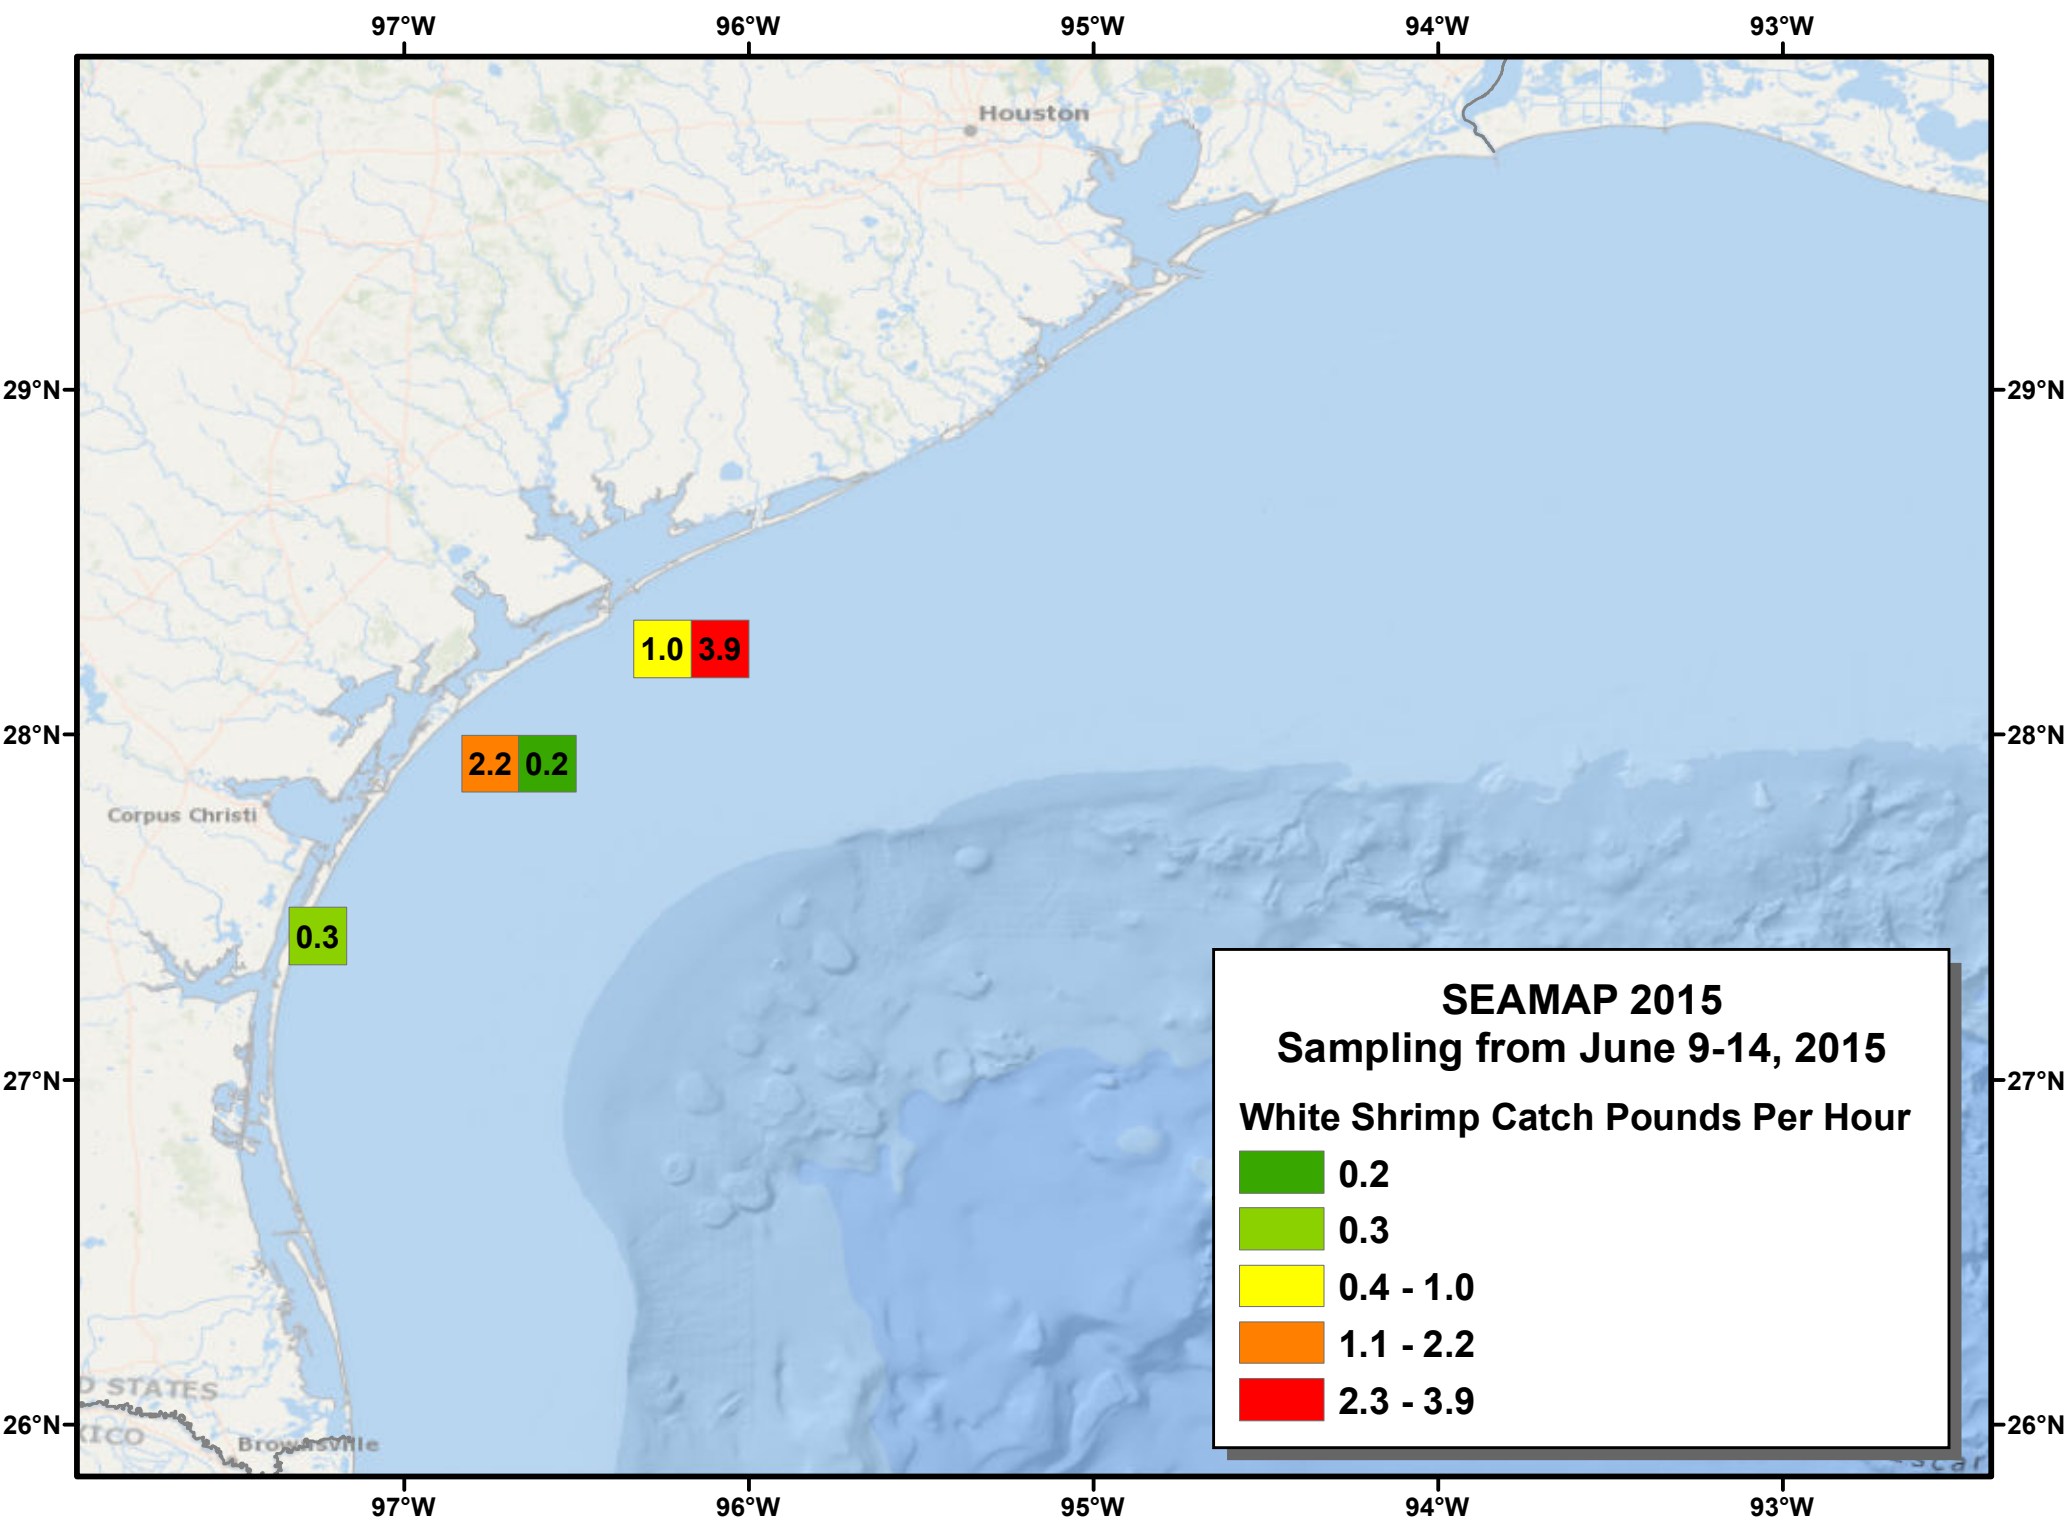 97°W 96°W 95°W 94°W 93°W
Houston
29°N 29°N
1.0 3.9
28°N 28°N
2.2 0.2
Corpus Christi
0.3
SEAMAP 2015
Sampling from June 9-14, 2015
27°N 27°N
White Shrimp Catch Pounds Per Hour
0.2
0.3
0.4 - 1.0
1.1 - 2.2
D STATES
2.3 - 3.9
26°N 26°N
ICO
Brownsville
97°W 96°W 95°W 94°W 93°W